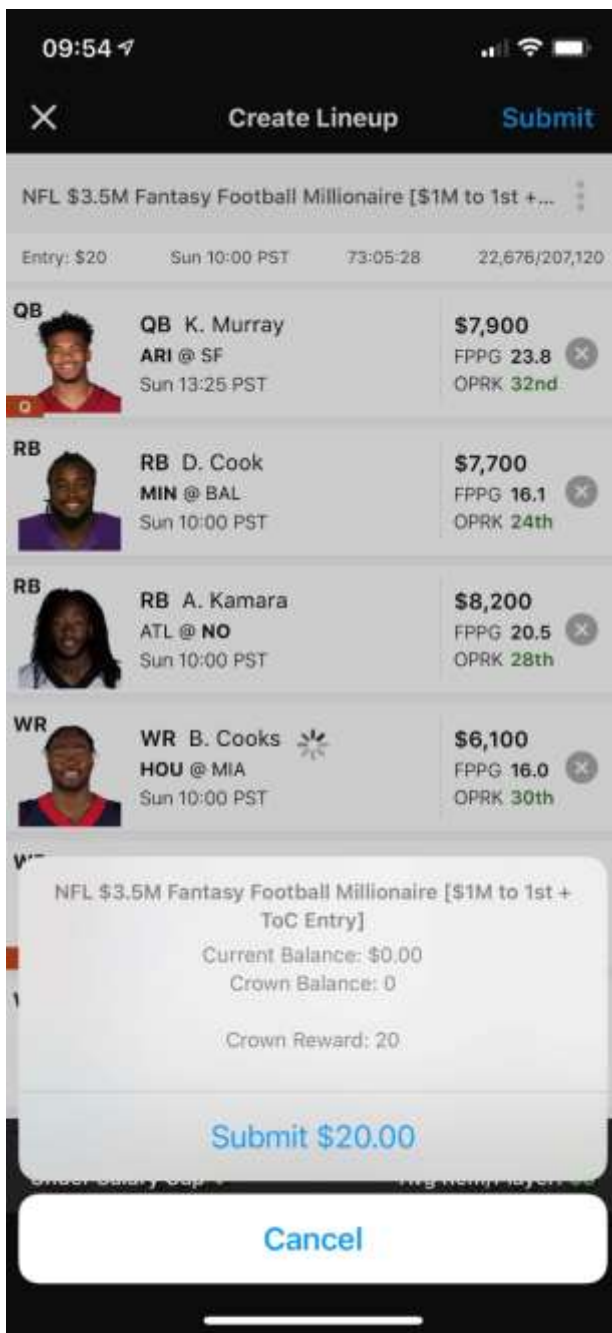 09:54
Create Lineup
Submit
NFL $3.5M Fantasy Football Millionaire [$1M to 1st +...
Entry: $20 Sun 10:00 PST 73:05:28 22,676/207,120
QB
QB K. Murray
ARI @ SF
Sun 13:25 PST
Q
$7,900
FPPG 23.8
OPRK 32nd
RB
RB D. Cook
MIN @ BAL
Sun 10:00 PST
$7,700
FPPG 16.1
OPRK 24th
RB
RB A. Kamara
ATL @ NO
Sun 10:00 PST
$8,200
FPPG 20.5
OPRK 28th
WR
WR B. Cooks
HOU @ MIA
Sun 10:00 PST
$6,100
FPPG 16.0
OPRK 30th
NFL $3.5M Fantasy Football Millionaire [$1M to 1st +
ToC Entry]
Current Balance: $0.00
Crown Balance: 0
Crown Reward: 20
Submit $20.00
Cancel